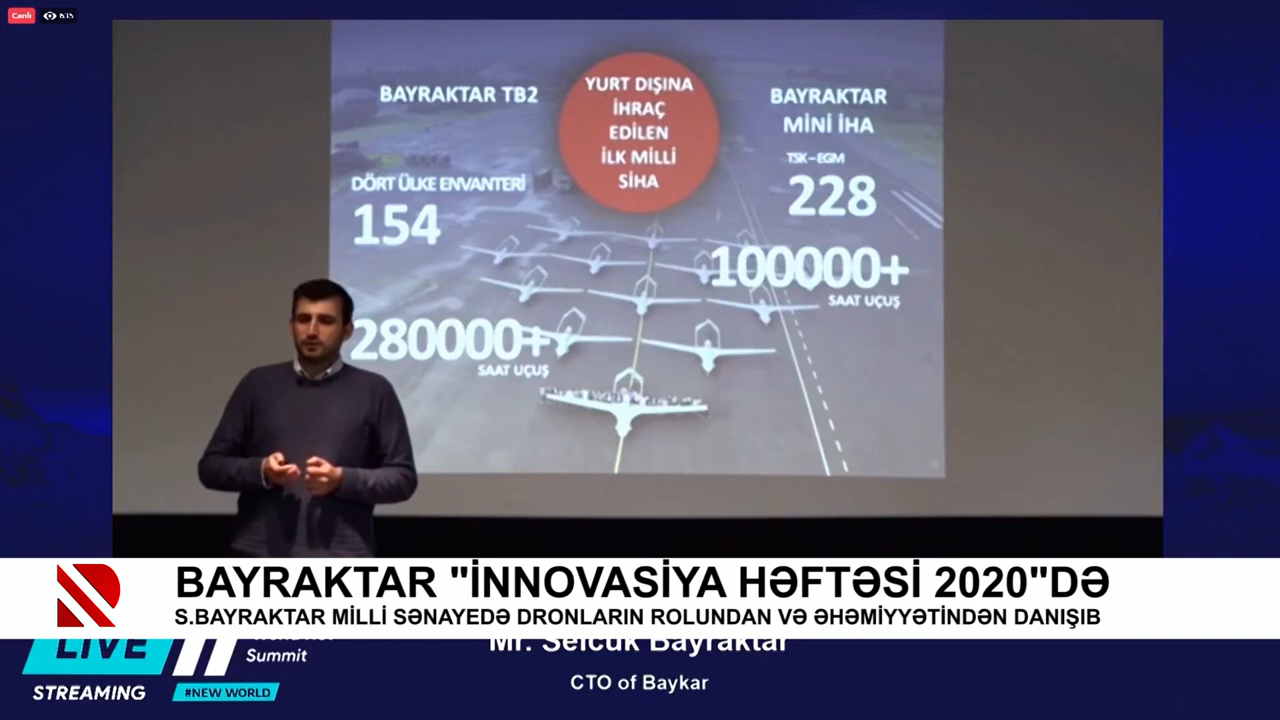 Canlı
BAYRAKTAR TB2
YURT DIŞINA
İHRAÇ
EDİLEN
İLK MİLLİ
SİHA
BAYRAKTAR
MİNİ İHA
TSK – EGM
228
DÖRT ÜLKE ENVANTERİ
154
100000+
SAAT UÇUŞ
280000+
SAAT UÇUŞ
BAYRAKTAR "İNNOVASİYA HƏFTƏSİ 2020"DƏ
S.BAYRAKTAR MİLLİ SƏNAYEDƏ DRONLARIN ROLUNDAN VƏ ƏHƏMİYYƏTİNDƏN DANIŞIB
LIVE
Summit
Mr. Selcuk Bayraktar
STREAMING
#NEW WORLD
CTO of Baykar